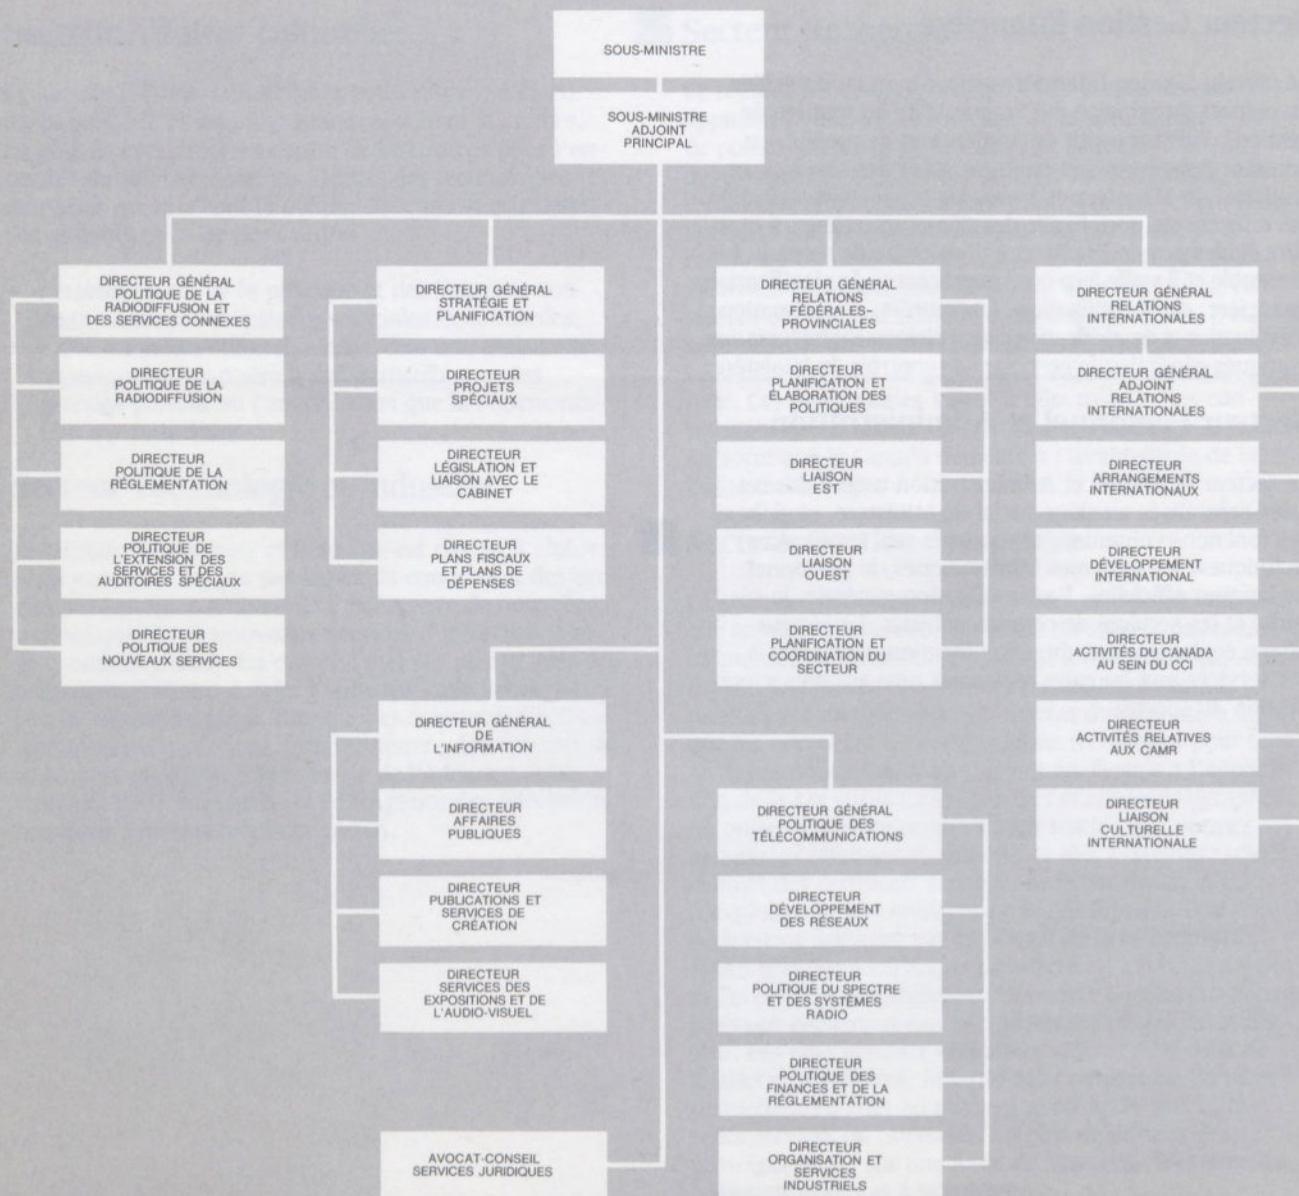 SOUS-MINISTRE
SOUS-MINISTRE
ADJOINT
PRINCIPAL
DIRECTEUR GÉNÉRAL
POLITIQUE DE LA
RADIODIFFUSION ET
DES SERVICES CONNEXES
DIRECTEUR
POLITIQUE DE LA
RADIODIFFUSION
DIRECTEUR
POLITIQUE DE LA
RÉGLEMENTATION
DIRECTEUR
POLITIQUE DE
L'EXTENSION DES
SERVICES ET DES
AUDITOIRES SPÉCIAUX
DIRECTEUR
POLITIQUE DES
NOUVEAUX SERVICES
DIRECTEUR GÉNÉRAL
STRATÉGIE ET
PLANIFICATION
DIRECTEUR
PROJETS
SPÉCIAUX
DIRECTEUR
LÉGISLATION ET
LIAISON AVEC LE
CABINET
DIRECTEUR
PLANS FISCAUX
ET PLANS DE
DÉPENSES
DIRECTEUR GÉNÉRAL
RELATIONS
FÉDÉRALES-
PROVINCIALES
DIRECTEUR
PLANIFICATION ET
ÉLABORATION DES
POLITIQUES
DIRECTEUR
LIAISON
EST
DIRECTEUR
LIAISON
OUEST
DIRECTEUR
PLANIFICATION ET
COORDINATION DU
SECTEUR
DIRECTEUR GÉNÉRAL
RELATIONS
INTERNATIONALES
DIRECTEUR GÉNÉRAL
ADJOINT
RELATIONS
INTERNATIONALES
DIRECTEUR
ARRANGEMENTS
INTERNATIONAUX
DIRECTEUR
DÉVELOPPEMENT
INTERNATIONAL
DIRECTEUR
ACTIVITÉS DU CANADA
AU SEIN DU CCI
DIRECTEUR
ACTIVITÉS RELATIVES
AUX CAMR
DIRECTEUR
LIAISON
CULTURELLE
INTERNATIONALE
DIRECTEUR GÉNÉRAL
DE
L'INFORMATION
DIRECTEUR
AFFAIRES
PUBLIQUES
DIRECTEUR
PUBLICATIONS ET
SERVICES DE
CRÉATION
DIRECTEUR
SERVICES DES
EXPOSITIONS ET DE
L'AUDIO-VISUEL
DIRECTEUR GÉNÉRAL
POLITIQUE DES
TÉLÉCOMMUNICATIONS
DIRECTEUR
DÉVELOPPEMENT
DES RÉSEAUX
DIRECTEUR
POLITIQUE DU SPECTRE
ET DES SYSTÈMES
RADIO
DIRECTEUR
POLITIQUE DES
FINANCES ET DE LA
RÉGLEMENTATION
DIRECTEUR
ORGANISATION ET
SERVICES
INDUSTRIELS
AVOCAT-CONSEIL
SERVICES JURIDIQUES